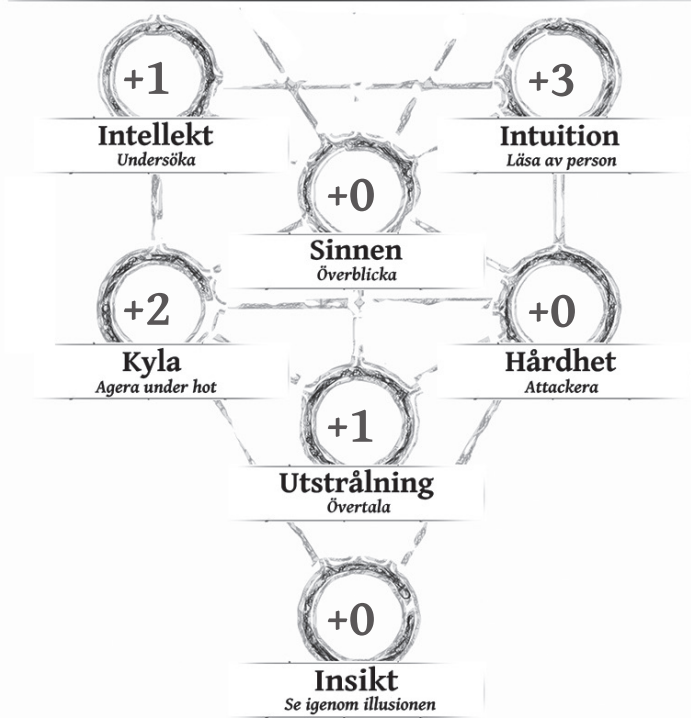 +1
Intellekt
Undersöka
+3
Intuition
Läsa av person
+0
Sinnen
Överblicka
+2
Kyla
Agera under hot
+0
Hårdhet
Attackera
+1
Utstrålning
Övertala
+0
Insikt
Se igenom illusionen